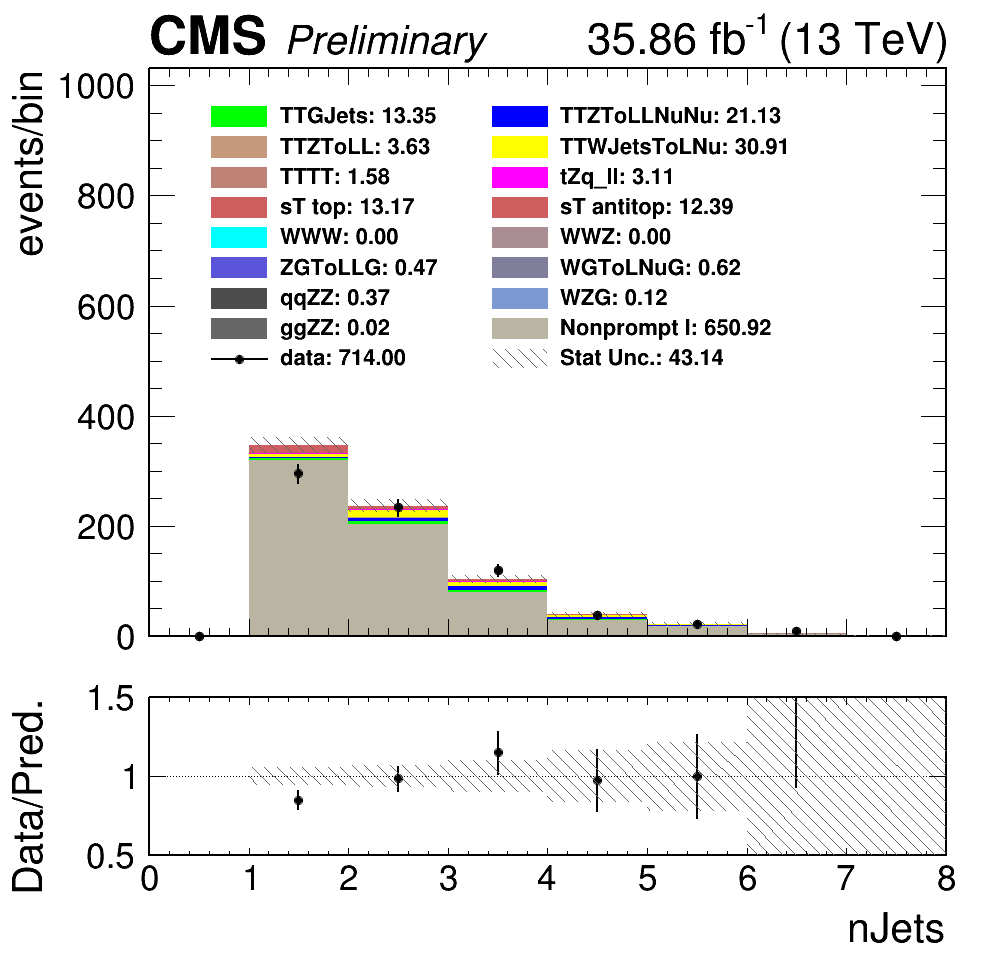 CMS Preliminary 35.86 fb-1 (13 TeV)
events/bin
1000
800
600
400
200
0
TTGJets: 13.35 TTZToLLNuNu: 21.13
TTZToLL: 3.63 TTWJetsToLNu: 30.91
TTTT: 1.58 tZq_ll: 3.11
sT top: 13.17 sT antitop: 12.39
WWW: 0.00 WWZ: 0.00
ZGToLLG: 0.47 WGToLNuG: 0.62
qqZZ: 0.37 WZG: 0.12
ggZZ: 0.02 Nonprompt l: 650.92
data: 714.00 Stat Unc.: 43.14
Data/Pred.
1.5
1
0.5
0 1 2 3 4 5 6 7 8
nJets